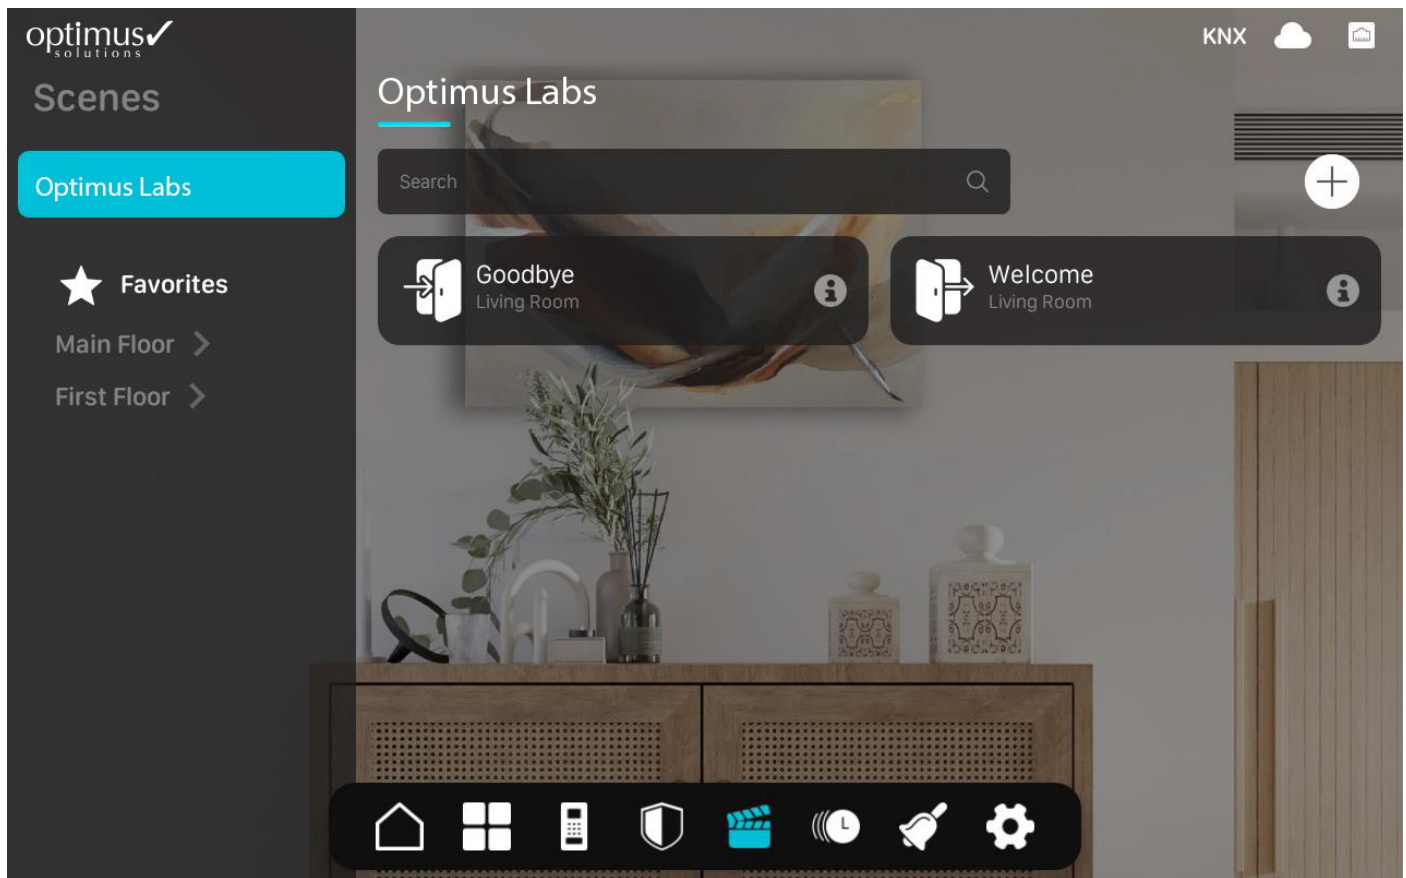 optimus
solutions
Scenes
Optimus Labs
Favorites
Main Floor
First Floor
KNX
Optimus Labs
Search
Goodbye
Living Room
Welcome
Living Room